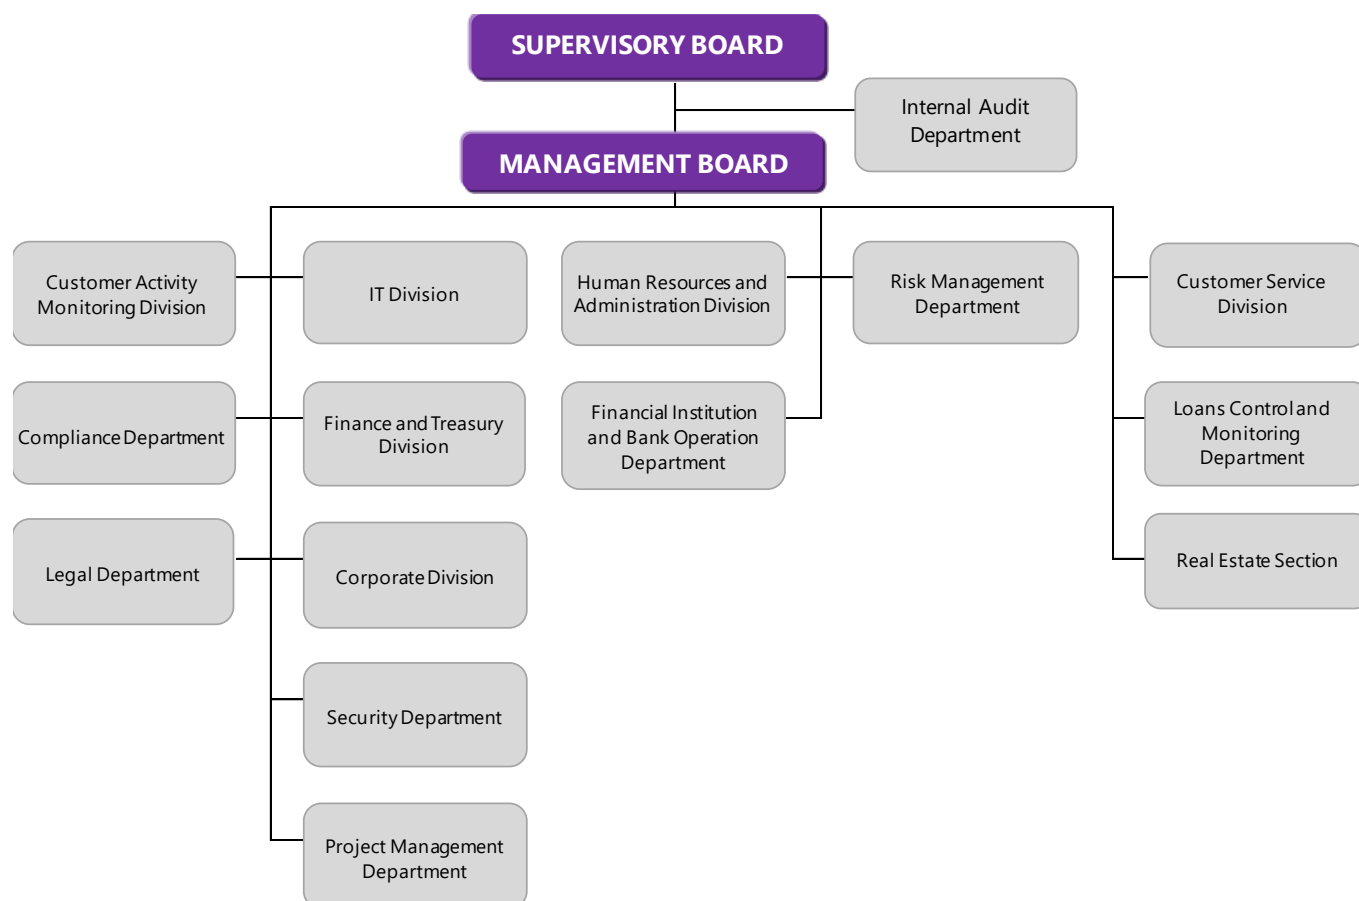 SUPERVISORY BOARD
Internal Audit
Department
MANAGEMENT BOARD
Customer Activity
Monitoring Division
IT Division
Human Resources and
Administration Division
Risk Management
Department
Customer Service
Division
Compliance Department
Finance and Treasury
Division
Financial Institution
and Bank Operation
Department
Loans Control and
Monitoring
Department
Legal Department
Corporate Division
Real Estate Section
Security Department
Project Management
Department